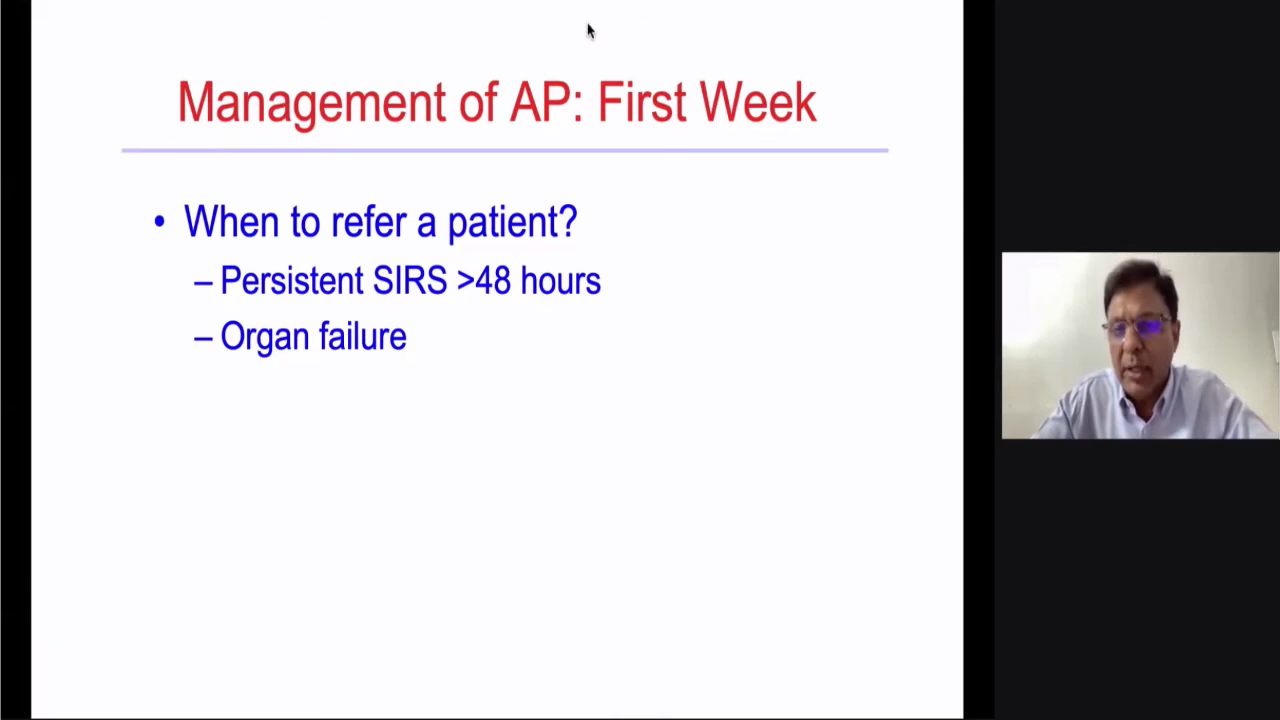 Management of AP: First Week
• When to refer a patient?
– Persistent SIRS >48 hours
– Organ failure